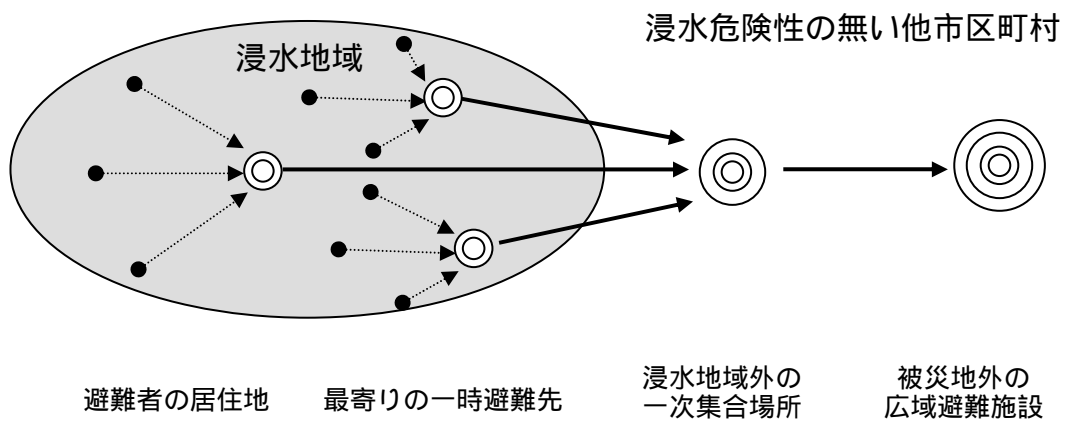 浸水危険性の無い他市区町村
浸水地域
避難者の居住地
最寄りの一時避難先
浸水地域外の
一次集合場所
被災地外の
広域避難施設